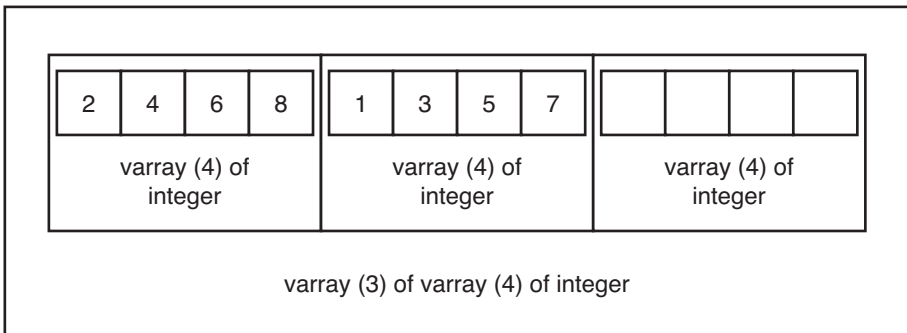 2 4 6 8 1 3 5 7
varray (4) of
integer
varray (4) of
integer
varray (4) of
integer
varray (3) of varray (4) of integer